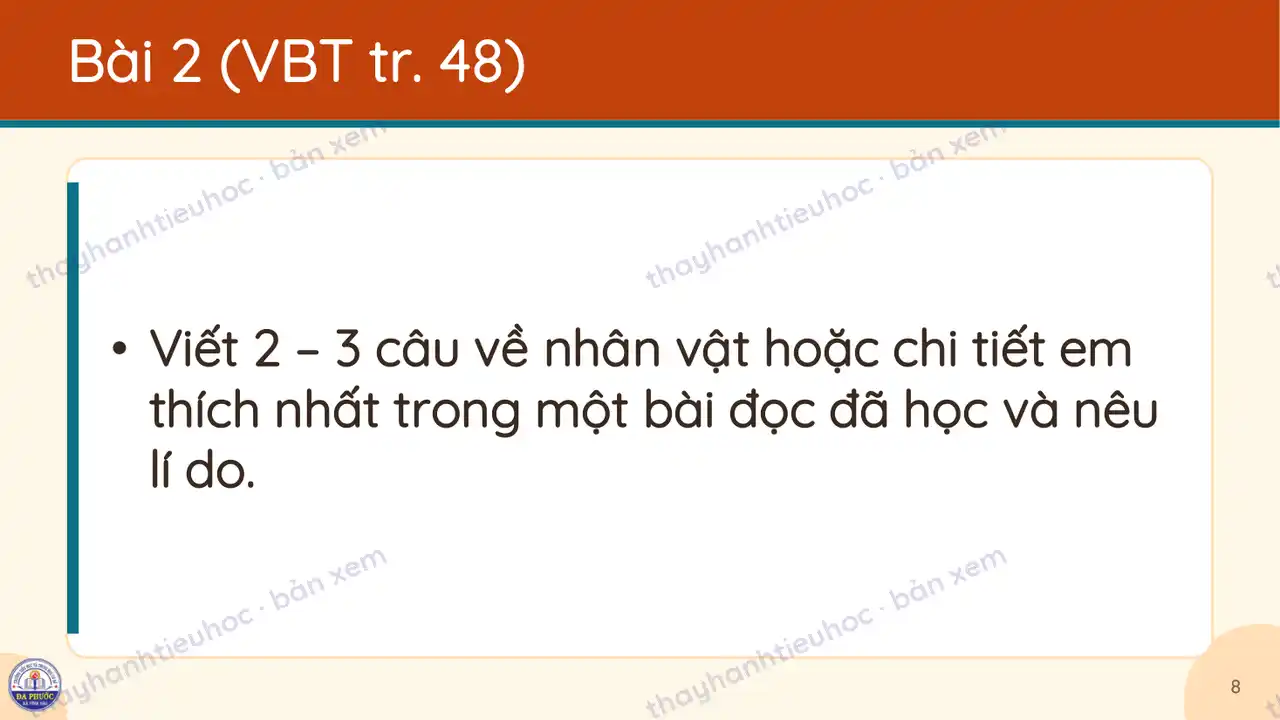 Bài 2 (VBT tr. 48)
thayhanhtieuhoc · bản xem
thayhanhtieuhoc · bản xem
• Viết 2 – 3 câu về nhân vật hoặc chi tiết em
thích nhất trong một bài đọc đã học và nêu
lí do.
thayhanhtieuhoc · bản xem
thayhanhtieuhoc · bản xem
ĐA PHƯỚC
8